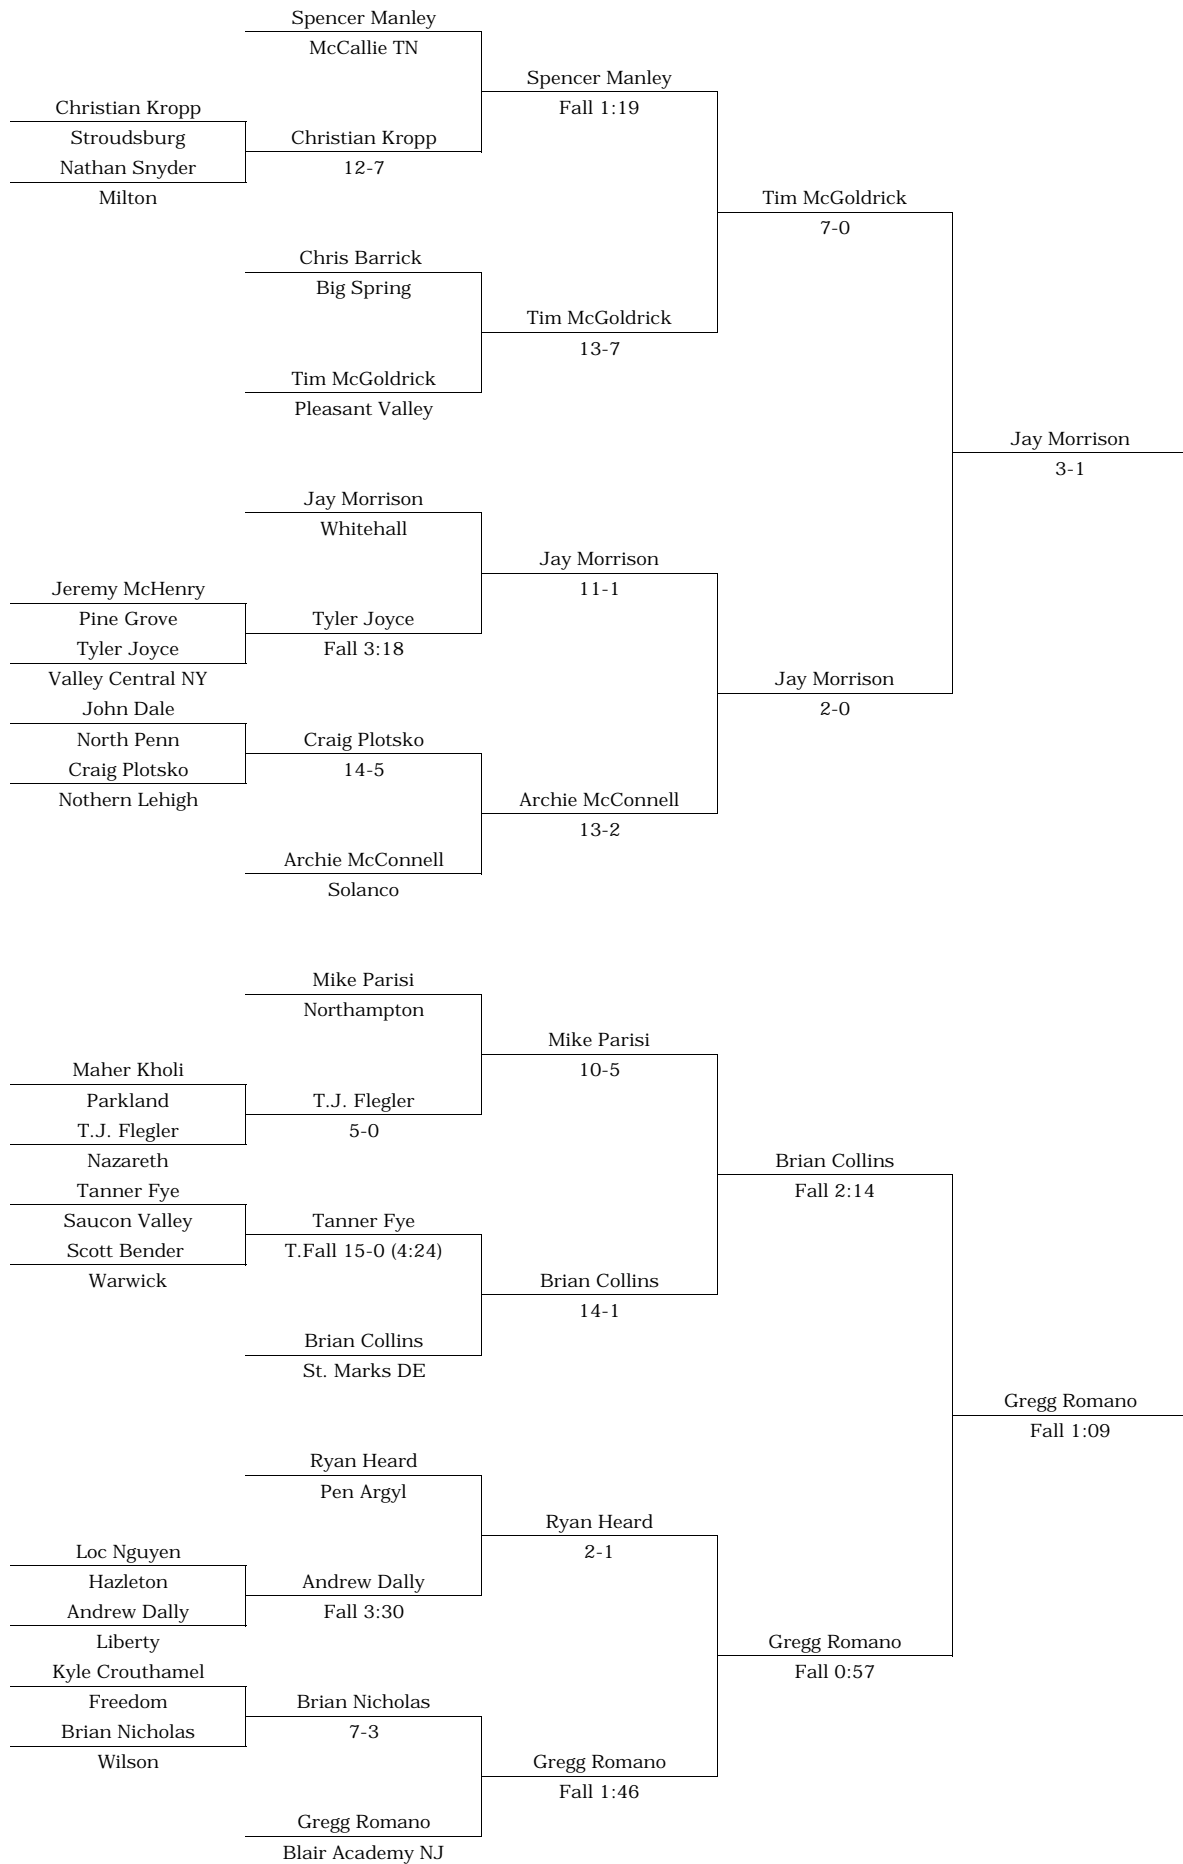 Spencer Manley
McCallie TN
Spencer Manley
Fall 1:19
Christian Kropp
Stroudsburg
Christian Kropp
Nathan Snyder
12-7
Milton
Tim McGoldrick
7-0
Chris Barrick
Big Spring
Tim McGoldrick
13-7
Tim McGoldrick
Pleasant Valley
Jay Morrison
3-1
Jay Morrison
Whitehall
Jay Morrison
11-1
Jeremy McHenry
Pine Grove
Tyler Joyce
Tyler Joyce
Fall 3:18
Valley Central NY
Jay Morrison
2-0
John Dale
North Penn
Craig Plotsko
Craig Plotsko
14-5
Nothern Lehigh
Archie McConnell
13-2
Archie McConnell
Solanco
Mike Parisi
Northampton
Mike Parisi
10-5
Maher Kholi
Parkland
T.J. Flegler
T.J. Flegler
5-0
Nazareth
Brian Collins
Fall 2:14
Tanner Fye
Saucon Valley
Tanner Fye
Scott Bender
T.Fall 15-0 (4:24)
Warwick
Brian Collins
14-1
Brian Collins
St. Marks DE
Gregg Romano
Fall 1:09
Ryan Heard
Pen Argyl
Ryan Heard
2-1
Loc Nguyen
Hazleton
Andrew Dally
Andrew Dally
Fall 3:30
Liberty
Gregg Romano
Fall 0:57
Kyle Crouthamel
Freedom
Brian Nicholas
Brian Nicholas
7-3
Wilson
Gregg Romano
Fall 1:46
Gregg Romano
Blair Academy NJ